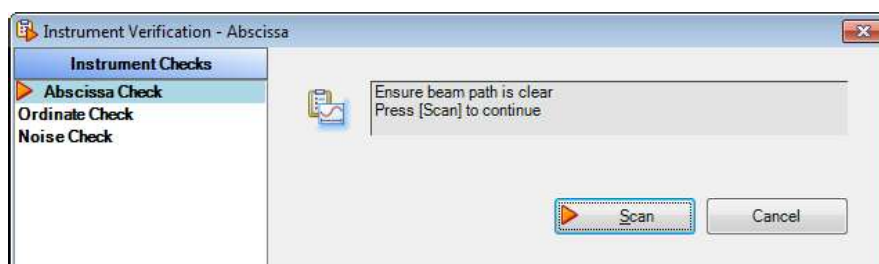 Instrument Verification - Abscissa
Instrument Checks
Abscissa Check
Ordinate Check
Noise Check
Ensure beam path is clear
Press [Scan] to continue
Scan
Cancel